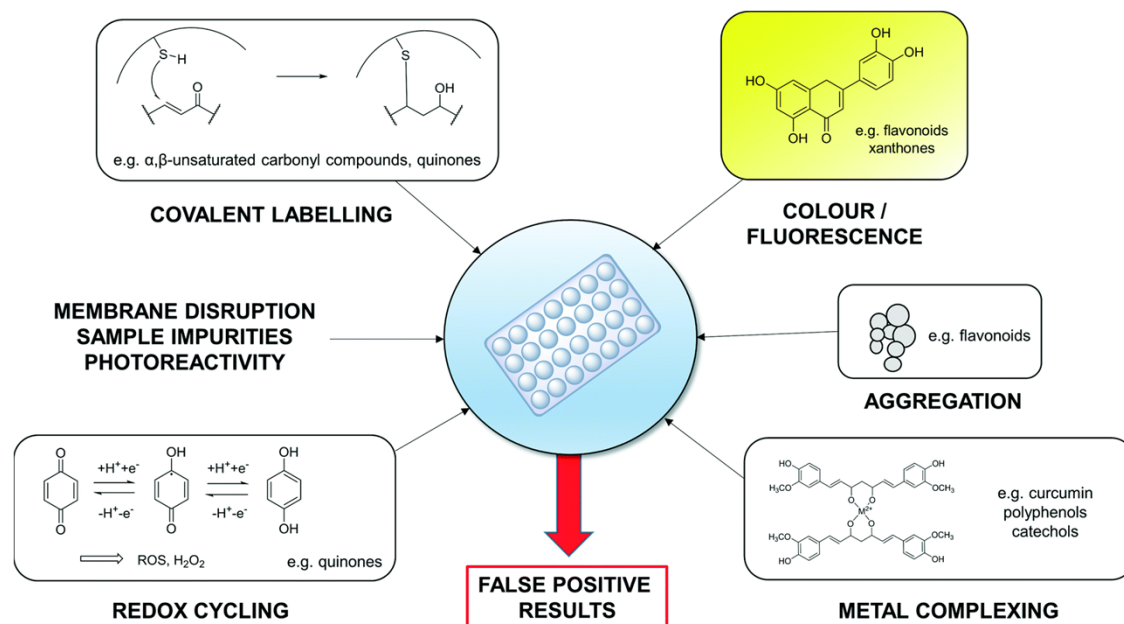 S
H
O
S
OH
e.g. α,β-unsaturated carbonyl compounds, quinones
COVALENT LABELLING
OH
OH
HO
O
OH
e.g. flavonoids
xanthones
COLOUR /
FLUORESCENCE
MEMBRANE DISRUPTION
SAMPLE IMPURITIES
PHOTOREACTIVITY
e.g. flavonoids
AGGREGATION
O
O
+H⁺+e⁻
-H⁺-e⁻
OH
O
+H⁺+e⁻
-H⁺-e⁻
OH
OH
ROS, H₂O₂
e.g. quinones
REDOX CYCLING
FALSE POSITIVE
RESULTS
HO
H₃CO
OH
OCH₃
O
O
M²⁺
O
O
H₃CO
HO
OCH₃
OH
e.g. curcumin
polyphenols
catechols
METAL COMPLEXING